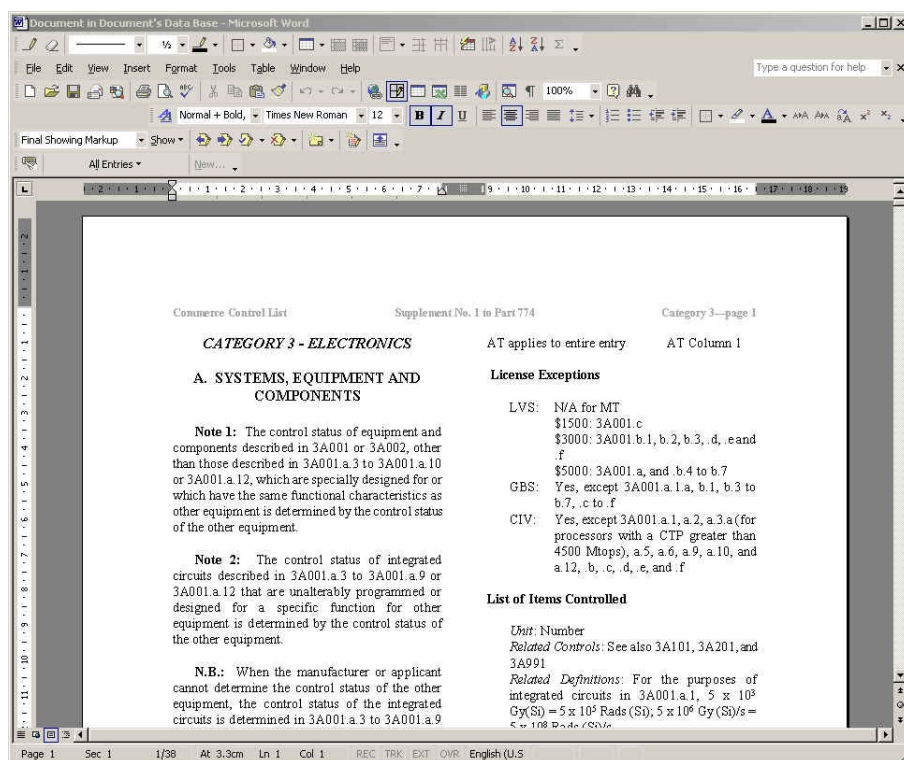 Document in Document's Data Base - Microsoft Word
½
File Edit View Insert Format Tools Table Window Help
Type a question for help
100%
Normal + Bold, Times New Roman 12 B I U
Final Showing Markup Show
All Entries New...
Commerce Control List Supplement No. 1 to Part 774 Category 3—page 1
CATEGORY 3 - ELECTRONICS
A. SYSTEMS, EQUIPMENT AND
COMPONENTS
Note 1: The control status of equipment and
components described in 3A001 or 3A002, other
than those described in 3A001.a.3 to 3A001.a.10
or 3A001.a.12, which are specially designed for or
which have the same functional characteristics as
other equipment is determined by the control status
of the other equipment.
Note 2: The control status of integrated
circuits described in 3A001.a.3 to 3A001.a.9 or
3A001.a.12 that are unalterably programmed or
designed for a specific function for other
equipment is determined by the control status of
the other equipment.
N.B.: When the manufacturer or applicant
cannot determine the control status of the other
equipment, the control status of the integrated
circuits is determined in 3A001.a.3 to 3A001.a.9
AT applies to entire entry AT Column 1
License Exceptions
LVS: N/A for MT
$1500: 3A001.c
$3000: 3A001.b.1, b.2, b.3, .d, .e and
.f
$5000: 3A001.a, and .b.4 to b.7
GBS: Yes, except 3A001.a.1.a, b.1, b.3 to
b.7, .c to .f
CIV: Yes, except 3A001.a.1, a.2, a.3.a (for
processors with a CTP greater than
4500 Mtops), a.5, a.6, a.9, a.10, and
a.12, .b, .c, .d, .e, and .f
List of Items Controlled
Unit: Number
Related Controls: See also 3A101, 3A201, and
3A991
Related Definitions: For the purposes of
integrated circuits in 3A001.a.1, 5 x 10³
Gy(Si) = 5 x 10⁵ Rads (Si); 5 x 10⁶ Gy (Si)/s =
5 x 10⁸ Rads (Si)/s
Page 1 Sec 1 1/38 At 3.3cm Ln 1 Col 1 REC TRK EXT OVR English (U.S